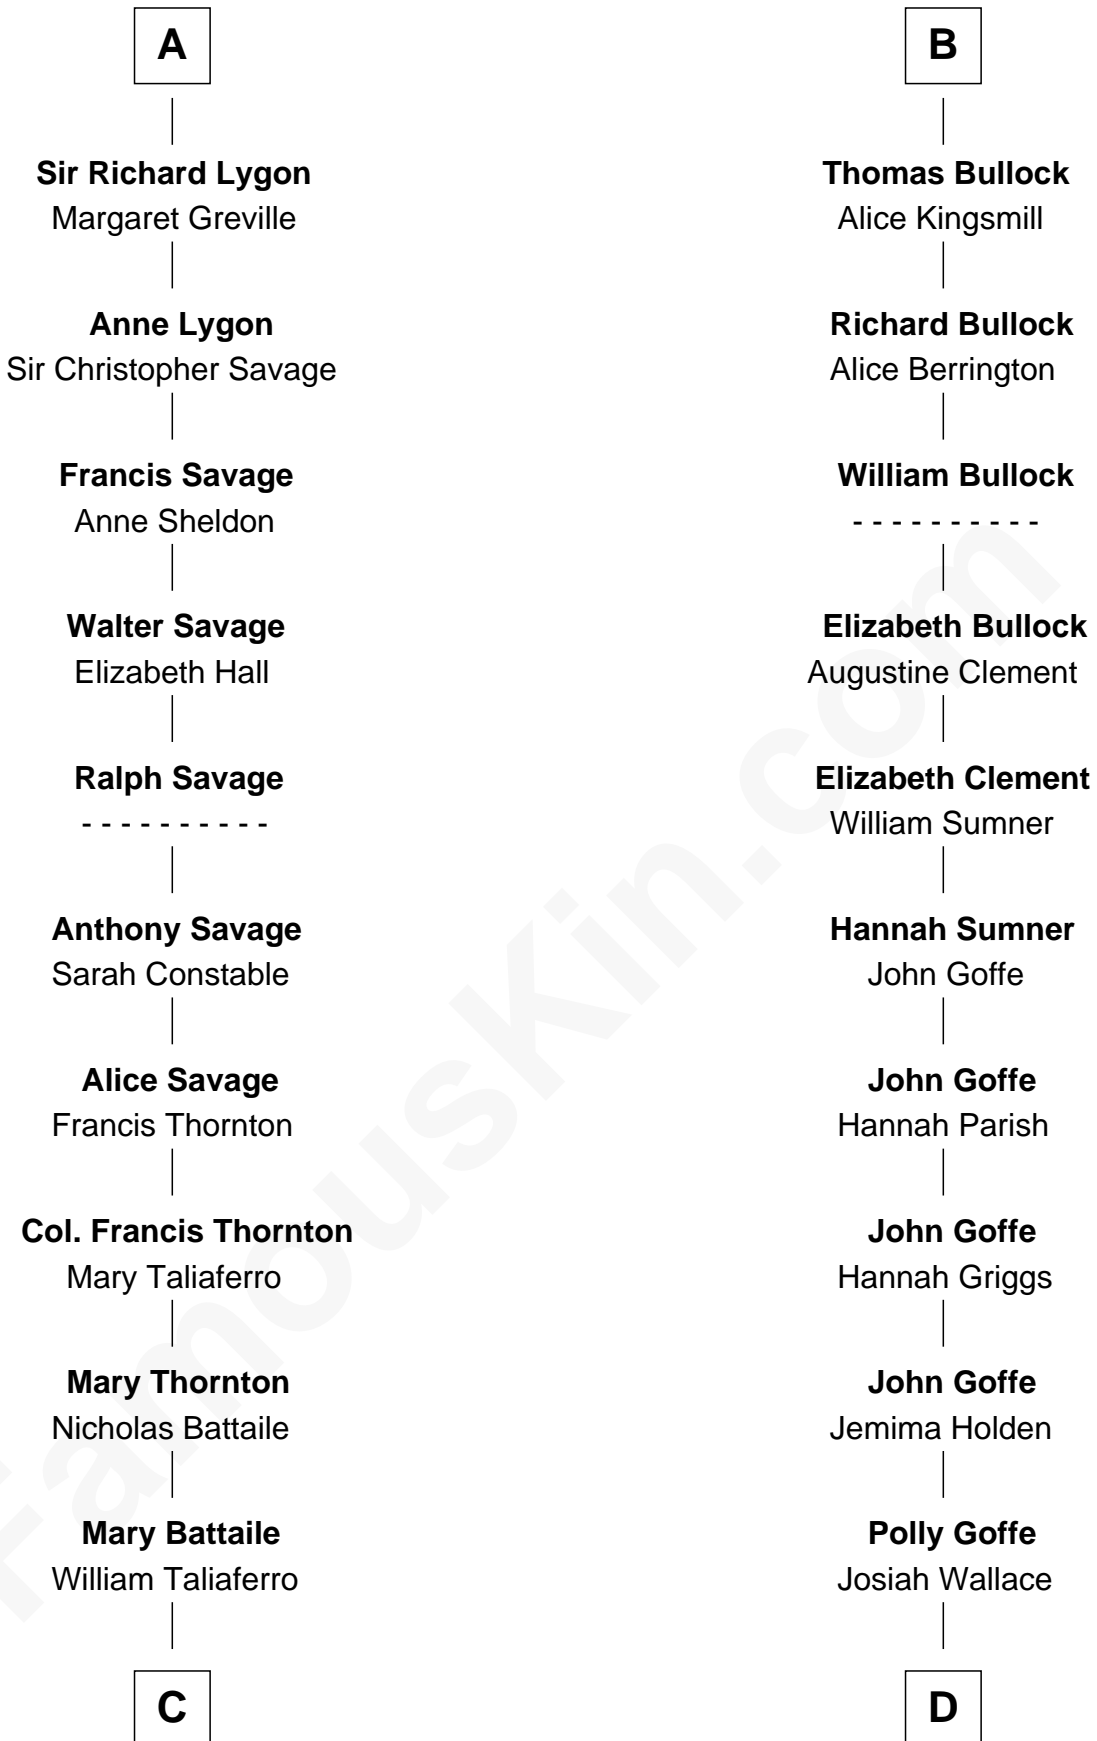 A
Sir Richard Lygon
Margaret Greville
Anne Lygon
Sir Christopher Savage
Francis Savage
Anne Sheldon
Walter Savage
Elizabeth Hall
Ralph Savage
- - - - - - - - - -
Anthony Savage
Sarah Constable
Alice Savage
Francis Thornton
Col. Francis Thornton
Mary Taliaferro
Mary Thornton
Nicholas Battaile
Mary Battaile
William Taliaferro
C
B
Thomas Bullock
Alice Kingsmill
Richard Bullock
Alice Berrington
William Bullock
- - - - - - - - - -
Elizabeth Bullock
Augustine Clement
Elizabeth Clement
William Sumner
Hannah Sumner
John Goffe
John Goffe
Hannah Parish
John Goffe
Hannah Griggs
John Goffe
Jemima Holden
Polly Goffe
Josiah Wallace
D
FamousKin.com